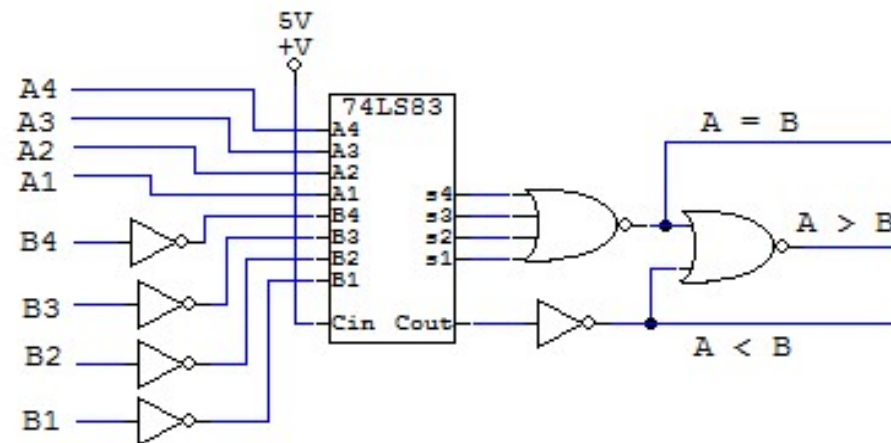 5V
+V
A4
A3
A2
A1
B4
B3
B2
B1
74LS83
A4
A3
A2
A1
B4
B3
B2
B1
Cin
s4
s3
s2
s1
Cout
A = B
A > B
A < B